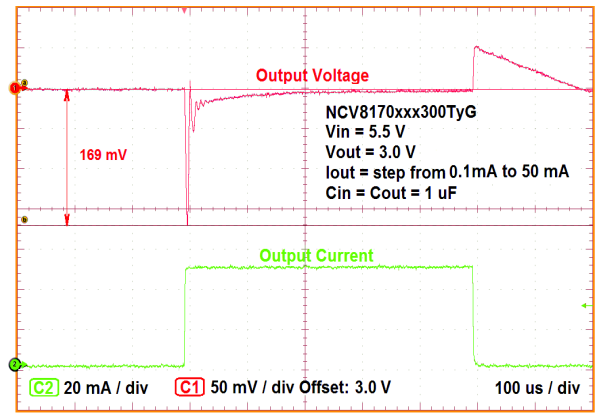 1
a
Output Voltage
NCV8170xxx300TyG
Vin = 5.5 V
169 mV
Vout = 3.0 V
Iout = step from 0.1mA to 50 mA
Cin = Cout = 1 uF
b
Output Current
2
C2 20 mA / div C1 50 mV / div Offset: 3.0 V 100 us / div